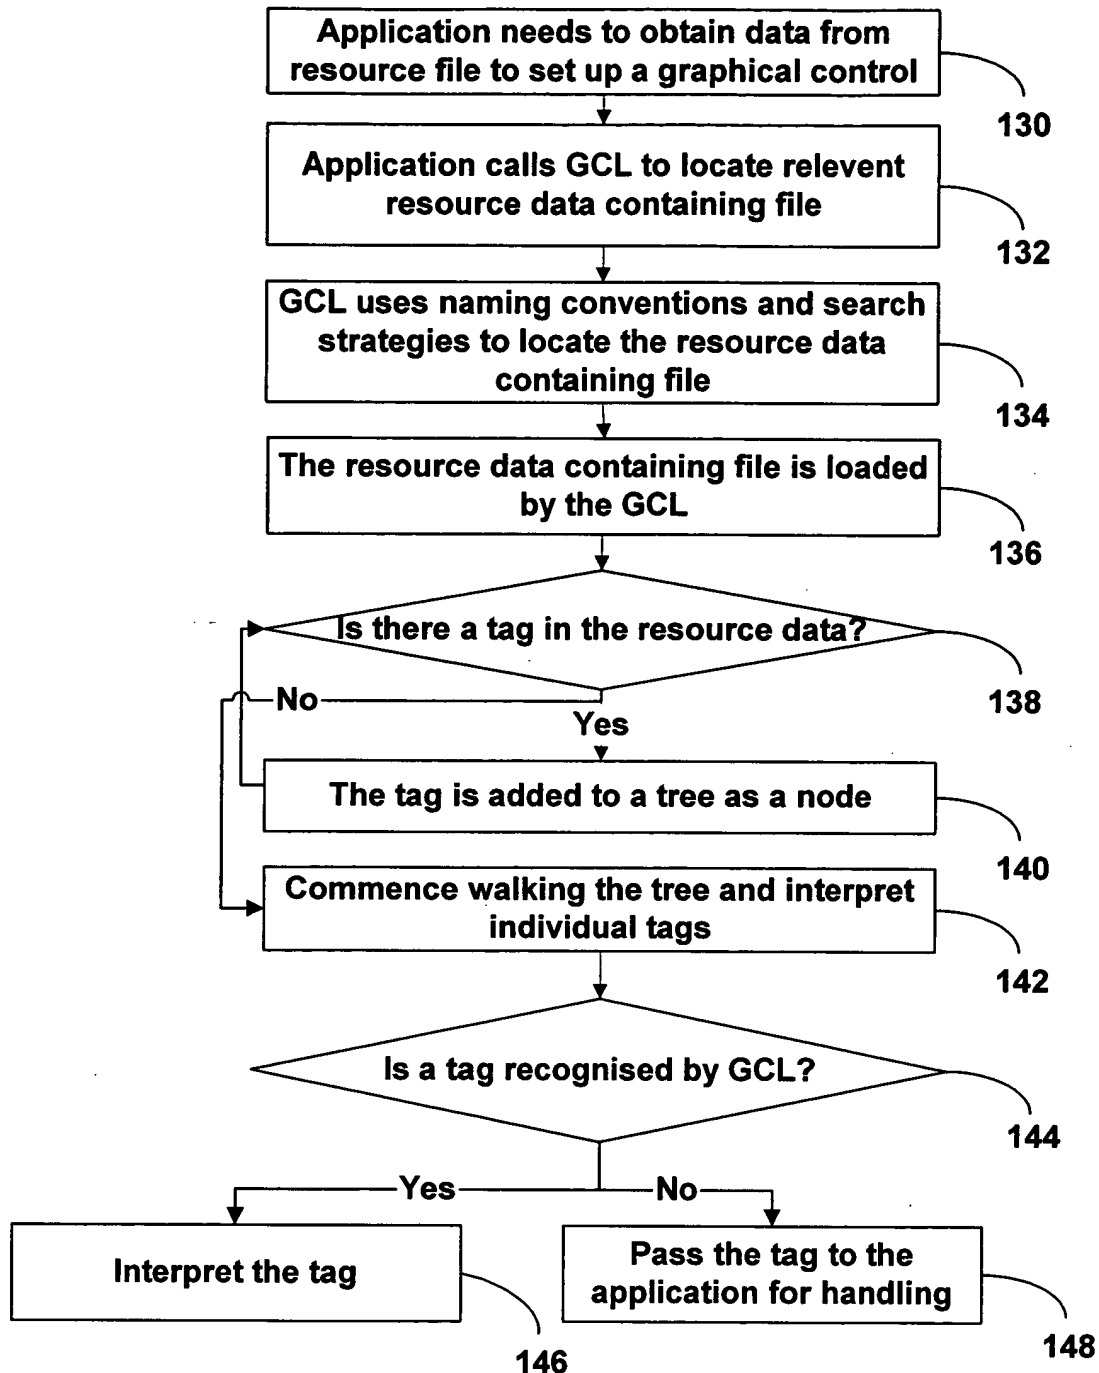 Application needs to obtain data from
resource file to set up a graphical control
130
Application calls GCL to locate relevent
resource data containing file
132
GCL uses naming conventions and search
strategies to locate the resource data
containing file
134
The resource data containing file is loaded
by the GCL
136
Is there a tag in the resource data?
138
No
Yes
The tag is added to a tree as a node
140
Commence walking the tree and interpret
individual tags
142
Is a tag recognised by GCL?
144
Yes
No
Interpret the tag
146
Pass the tag to the
application for handling
148